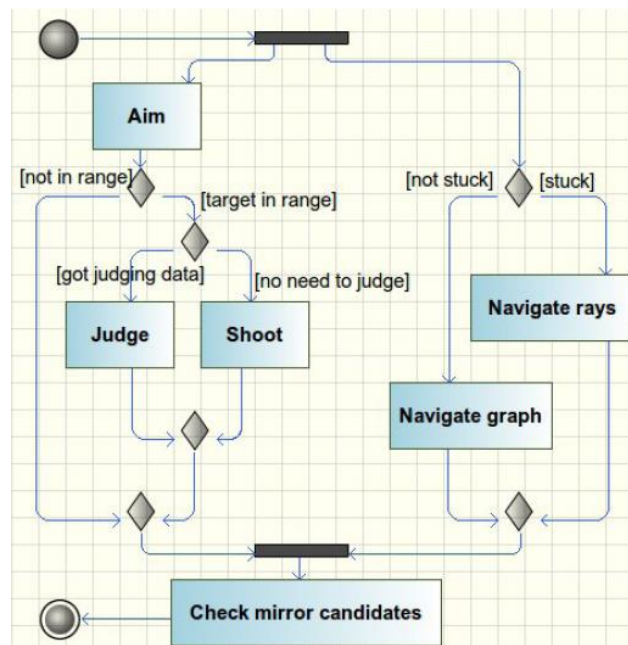 Aim
[not in range]
[target in range]
[not stuck]
[stuck]
[got judging data]
[no need to judge]
Judge
Shoot
Navigate rays
Navigate graph
Check mirror candidates